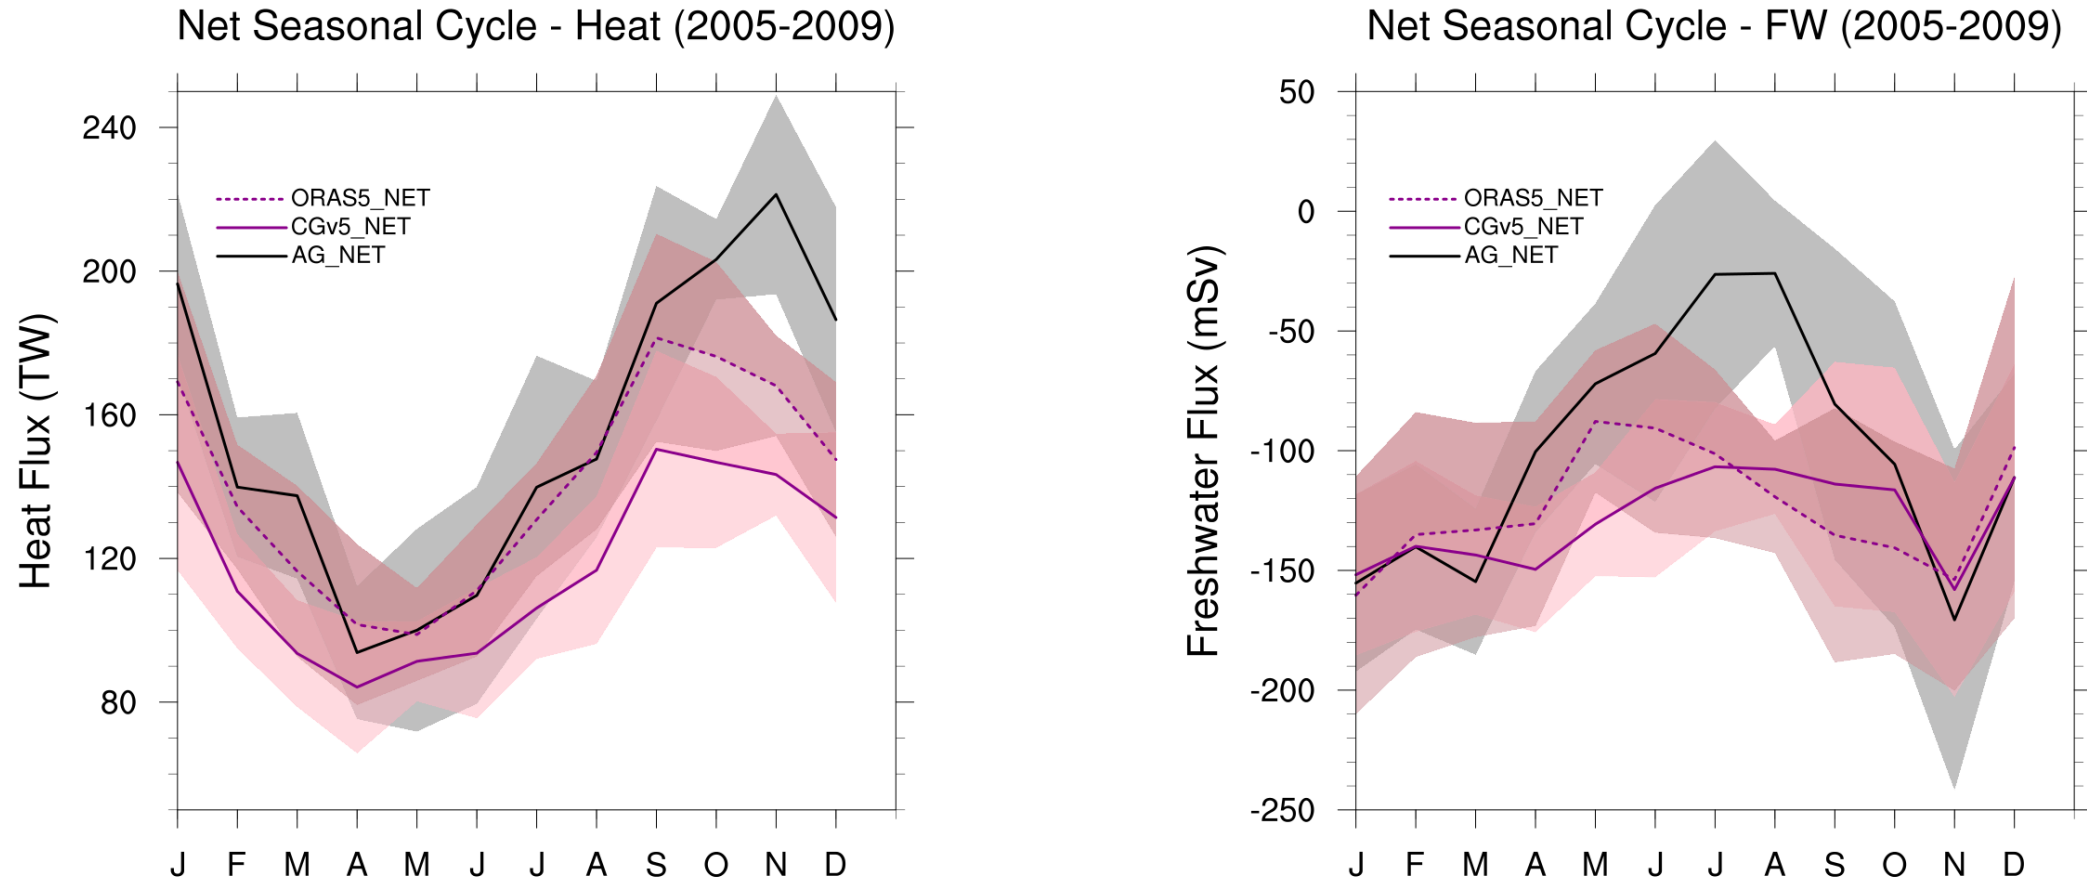 Net Seasonal Cycle - Heat (2005-2009)
Heat Flux (TW)
240
200
160
120
80
ORAS5_NET
CGv5_NET
AG_NET
J F M A M J J A S O N D
Net Seasonal Cycle - FW (2005-2009)
Freshwater Flux (mSv)
50
0
-50
-100
-150
-200
-250
ORAS5_NET
CGv5_NET
AG_NET
J F M A M J J A S O N D